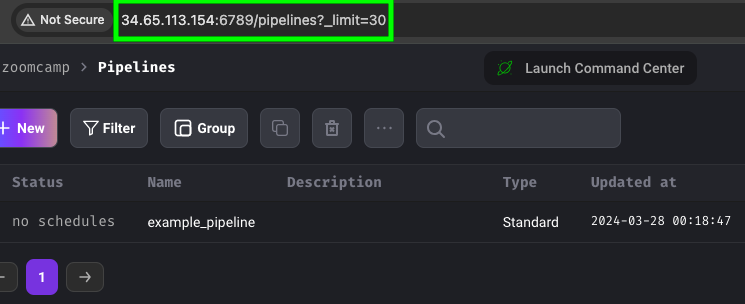 Not Secure 34.65.113.154:6789/pipelines?_limit=30
zoomcamp > Pipelines Launch Command Center
+ New Filter Group ...
Status Name Description Type Updated at
no schedules example_pipeline Standard 2024-03-28 00:18:47
← 1 →